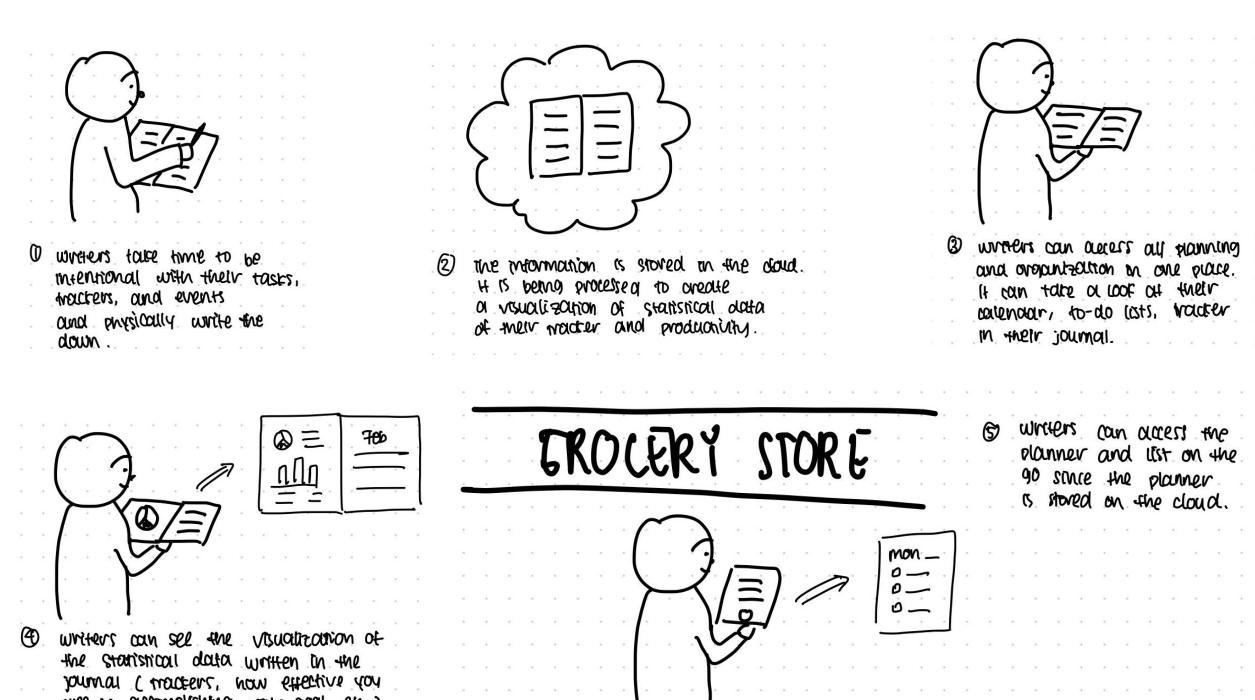 ① writers take time to be
intentional with their tasks,
trackers, and events
and physically write the
down.
② The information is stored in the cloud.
It is being processed to create
a visualization of statistical data
of their tracker and productivity.
③ writers can access all planning
and organization in one place.
It can take a look at their
calendar, to-do lists, tracker
in their journal.
Feb
④ writers can see the visualization of
the statistical data written in the
journal ( trackers, how effective you
GROCERY STORE
mon
⑤ writers can access the
planner and list on the
go since the planner
is stored on the cloud.